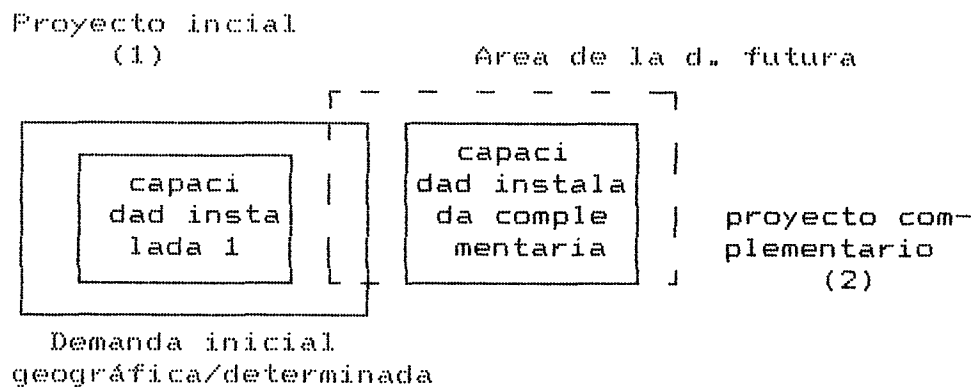 Proyecto incial
(1)
Area de la d. futura
capaci
dad insta
lada 1
capaci
dad instala
da comple
mentaria
proyecto com-
plementario
(2)
Demanda inicial
geográfica/determinada